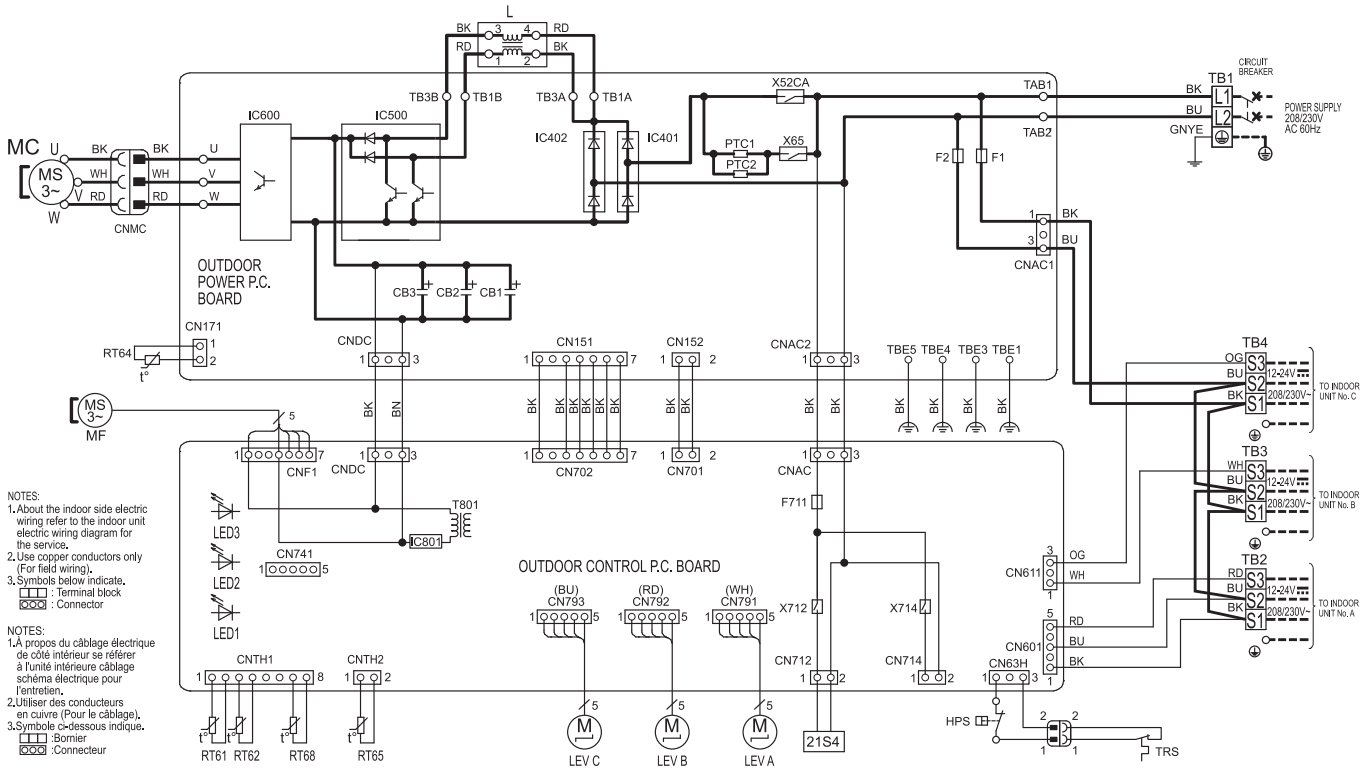 L
BK 3 4 RD
RD 1 2 BK
X52CA
TAB1
TB1
CIRCUIT
BREAKER
TB3B TB1B TB3A TB1A
BK L1
BU L2
GNYE
POWER SUPPLY
208/230V
AC 60Hz
TAB2
IC600 IC500 IC402 IC401
PTC1 X65
PTC2
F2 F1
MC U BK BK U
MS
3~
WH WH V
V RD RD W
W
CNMC
1 BK
3 BU
CNAC1
OUTDOOR
POWER P.C.
BOARD
CB3 + CB2 + CB1 +
CN171
1
2
RT64
t°
CNDC
1 3
CN151
1 7
CN152
1 2
CNAC2
1 3
TBE5 TBE4 TBE3 TBE1
TB4
OG S3 12-24V
BU S2
BK S1 208/230V~
TO INDOOR
UNIT No. C
MS
3~
MF
5
BK BN BK BK BK BK BK BK BK BK BK BK BK BK BK BK
1 7
CNF1
CNDC
1 3
1 7
CN702
1 2
CN701
CNAC
1 3
TB3
WH S3 12-24V
BU S2
BK S1 208/230V~
TO INDOOR
UNIT No. B
NOTES:
1. About the indoor side electric
wiring refer to the indoor unit
electric wiring diagram for
the service.
2. Use copper conductors only
(For field wiring).
3. Symbols below indicate.
: Terminal block
: Connector
LED3
LED2
LED1
T801
IC801
CN741
1 5
F711
OUTDOOR CONTROL P.C. BOARD
3 OG
CN611
WH
1
TB2
RD S3 12-24V
BU S2
BK S1 208/230V~
TO INDOOR
UNIT No. A
(BU)
CN793
1 5
(RD)
CN792
1 5
(WH)
CN791
1 5
X712 X714
5 RD
CN601 BU
BK
1
NOTES:
1. À propos du câblage électrique
de côté intérieur se référer
à l'unité intérieure câblage
schéma électrique pour
l'entretien.
2. Utiliser des conducteurs
en cuivre (Pour le câblage).
3. Symbole ci-dessous indique.
:Bornier
:Connecteur
CNTH1
1 8
CNTH2
1 2
CN712
1 2
CN714
1 2
CN63H
1 3
t° t° t° t°
RT61 RT62 RT68 RT65
5 5 5
M M M
LEV C LEV B LEV A
21S4
HPS
2 2
1 1
TRS